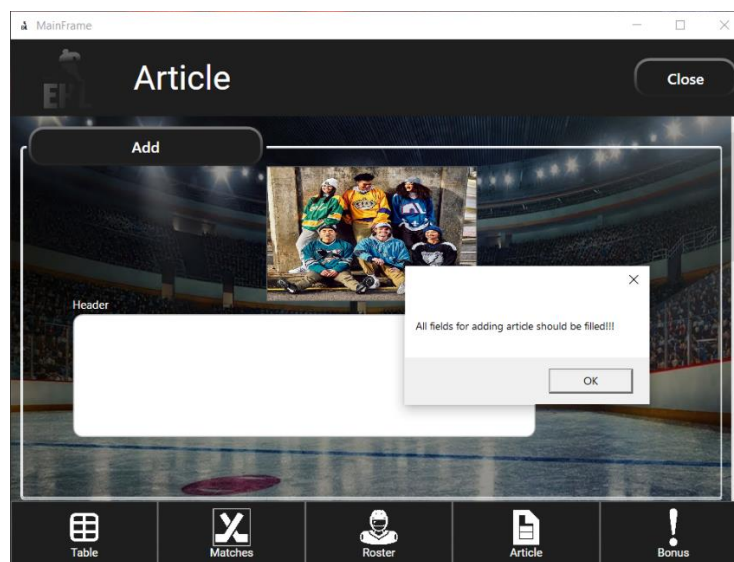 MainFrame
Article
Close
Add
Header
All fields for adding article should be filled!!!
OK
Table
Matches
Roster
Article
Bonus